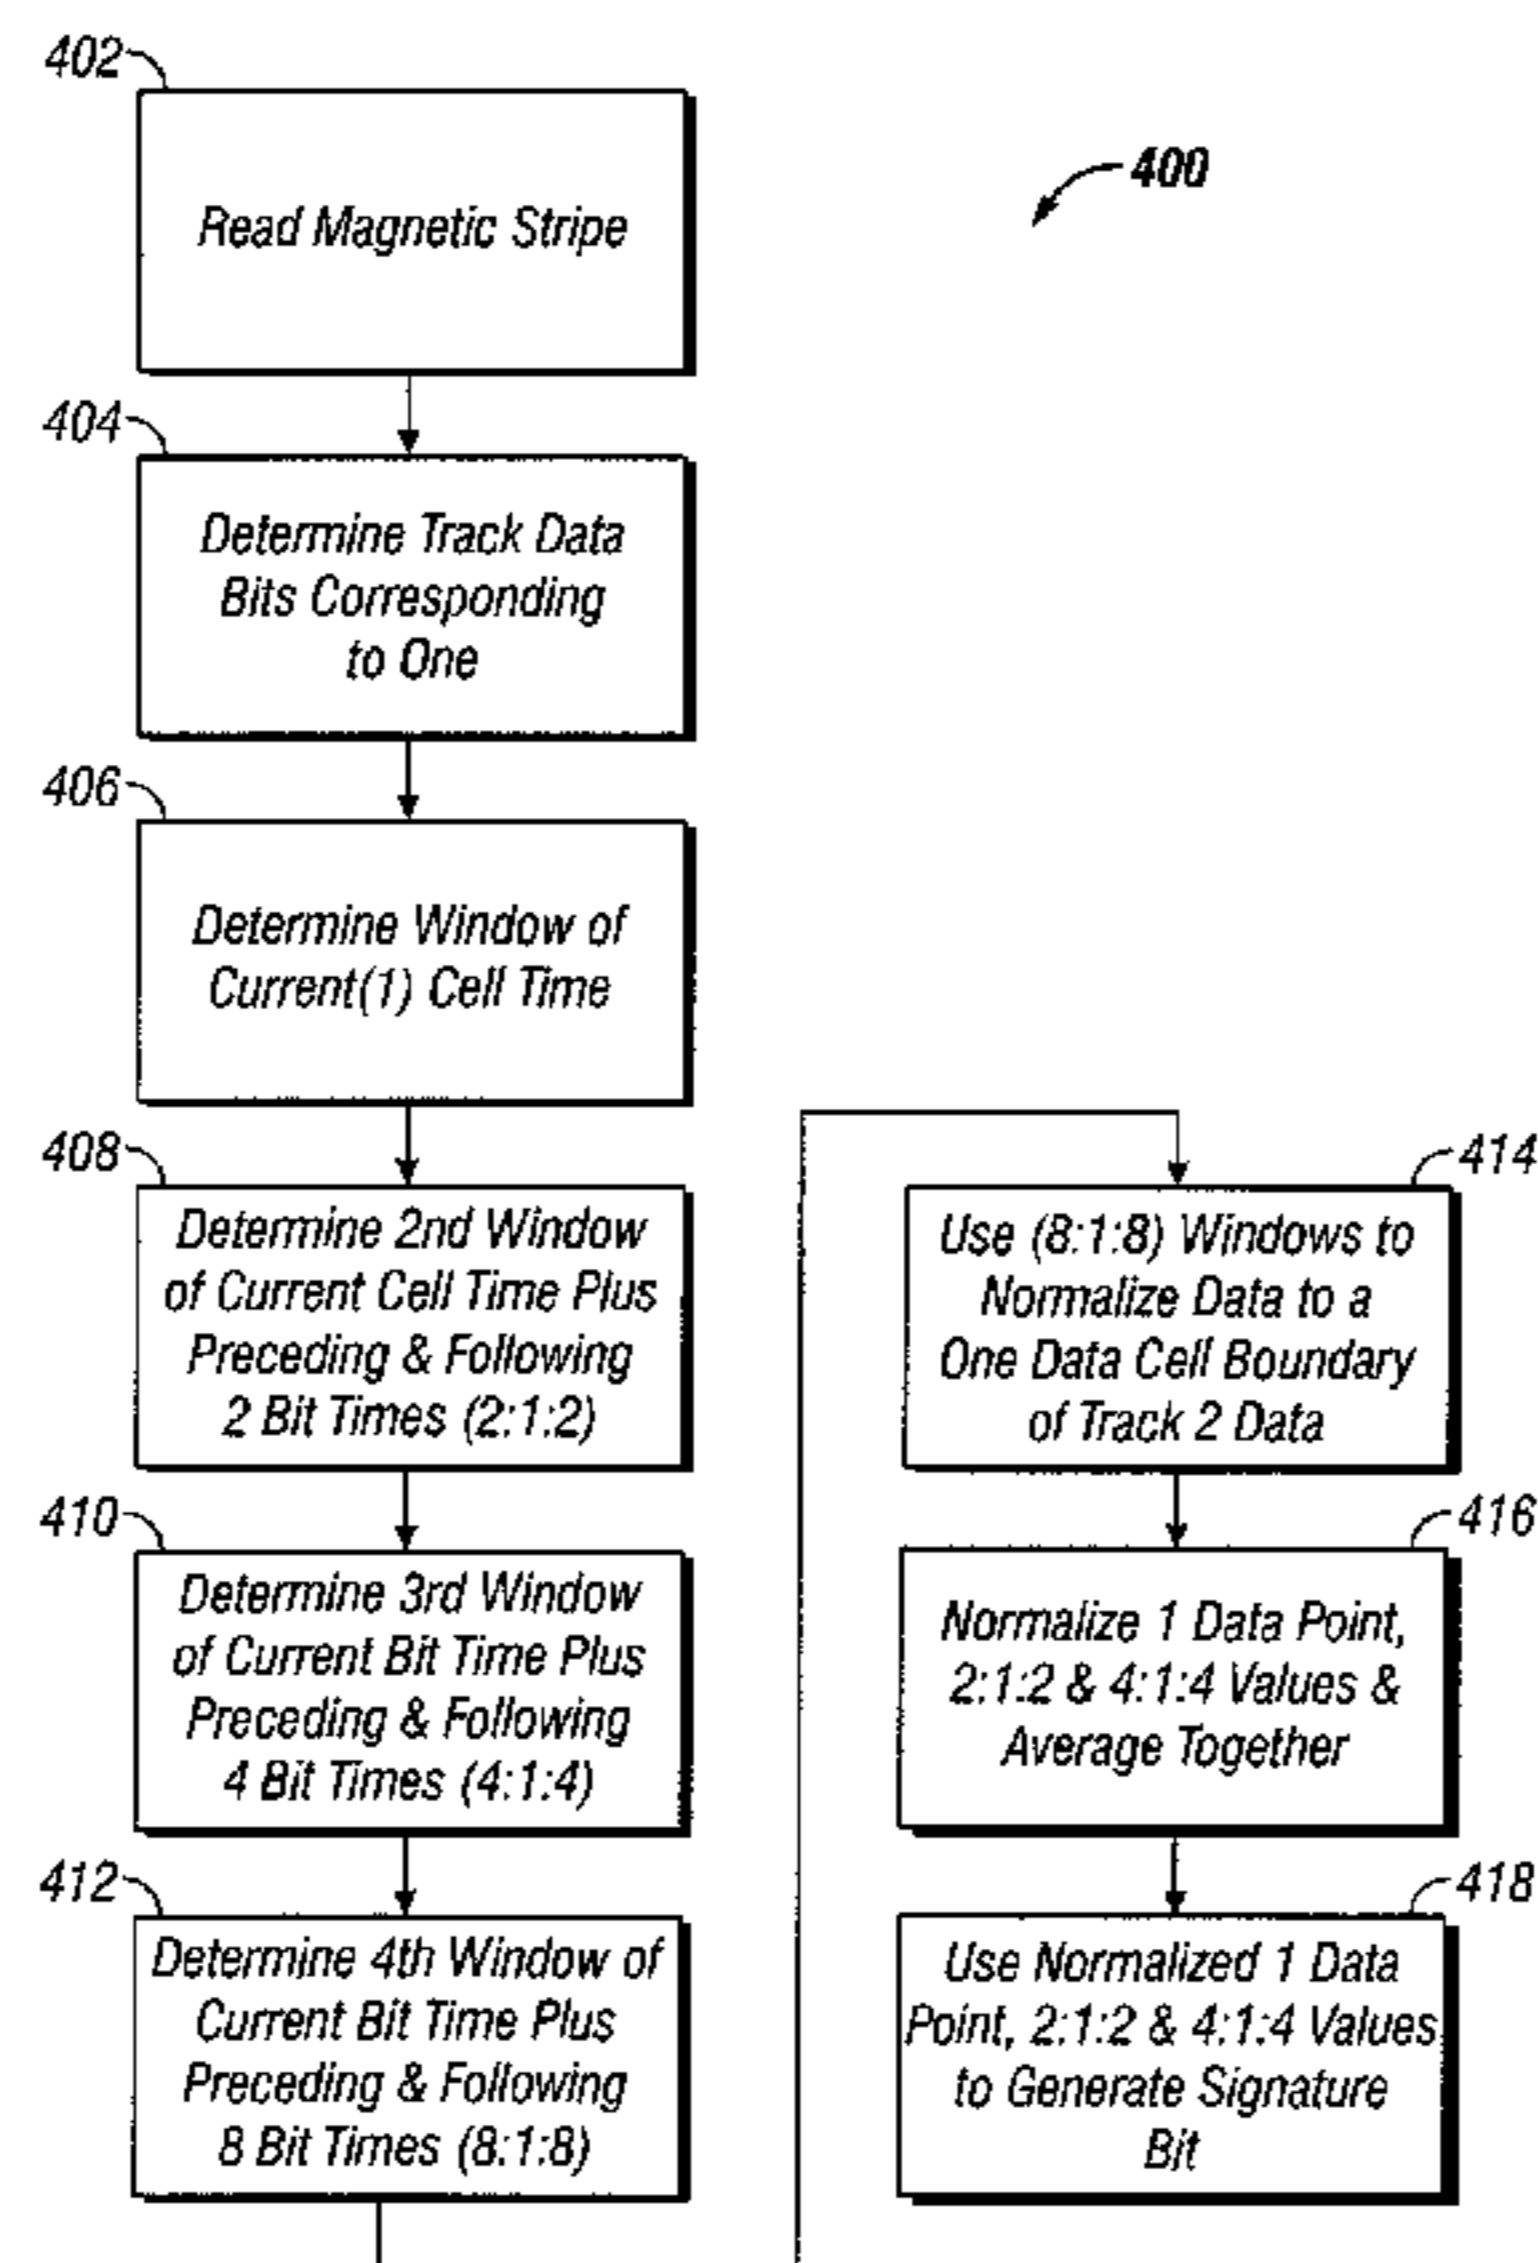 402
Read Magnetic Stripe
400
404
Determine Track Data
Bits Corresponding
to One
406
Determine Window of
Current(1) Cell Time
408
Determine 2nd Window
of Current Cell Time Plus
Preceding & Following
2 Bit Times (2:1:2)
410
Determine 3rd Window
of Current Bit Time Plus
Preceding & Following
4 Bit Times (4:1:4)
412
Determine 4th Window of
Current Bit Time Plus
Preceding & Following
8 Bit Times (8:1:8)
414
Use (8:1:8) Windows to
Normalize Data to a
One Data Cell Boundary
of Track 2 Data
416
Normalize 1 Data Point,
2:1:2 & 4:1:4 Values &
Average Together
418
Use Normalized 1 Data
Point, 2:1:2 & 4:1:4 Values
to Generate Signature
Bit